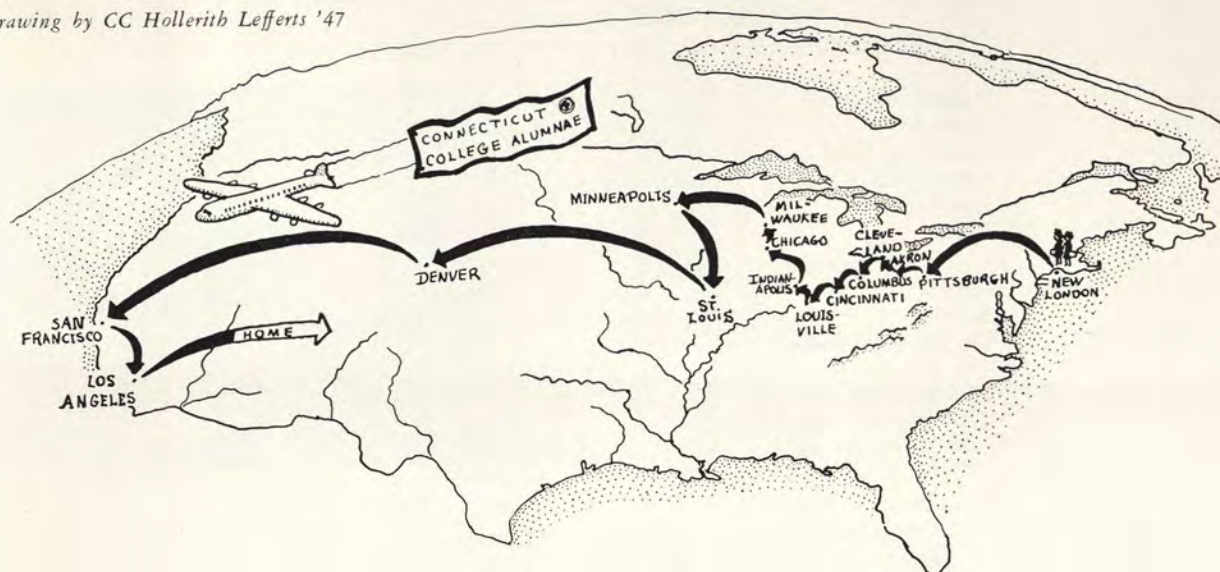 rawing by CC Hollerith Lefferts '47
CONNECTICUT
COLLEGE ALUMNAE
MINNEAPOLIS
MIL-
WAUKEE
CHICAGO
CLEVE-
LAND
AKRON
DENVER
INDIAN-
APOLIS
COLUMBUS
PITTSBURGH
NEW
LONDON
CINCINNATI
ST.
LOUIS
LOUIS-
VILLE
SAN
FRANCISCO
HOME
LOS
ANGELES